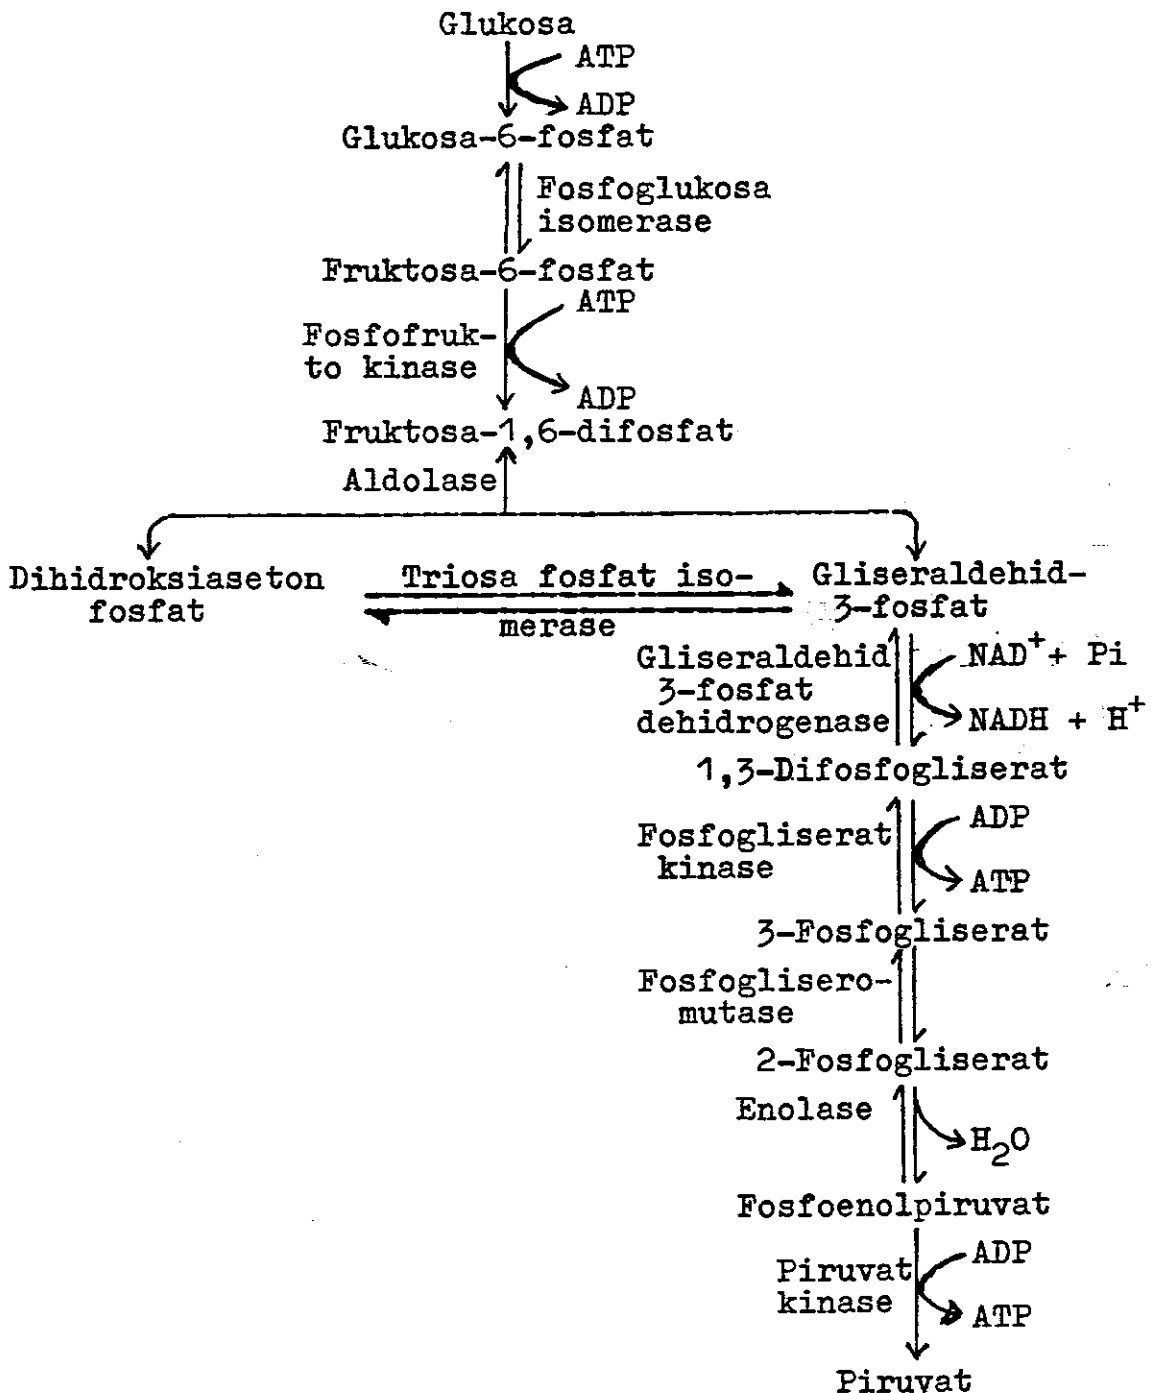 Glukosa
ATP
ADP
Glukosa-6-fosfat
Fosfoglukosa
isomerase
Fruktosa-6-fosfat
ATP
Fosfofruk-
to kinase
ADP
Fruktosa-1,6-difosfat
Aldolase
Dihidroksiaseton
fosfat
Triosa fosfat iso-
merase
Gliseraldehid-
3-fosfat
Gliseraldehid
3-fosfat
dehidrogenase
NAD⁺+ Pi
NADH + H⁺
1,3-Difosfogliserat
Fosfogliserat
kinase
ADP
ATP
3-Fosfogliserat
Fosfoglisero-
mutase
2-Fosfogliserat
Enolase
H₂O
Fosfoenolpiruvat
Piruvat
kinase
ADP
ATP
Piruvat